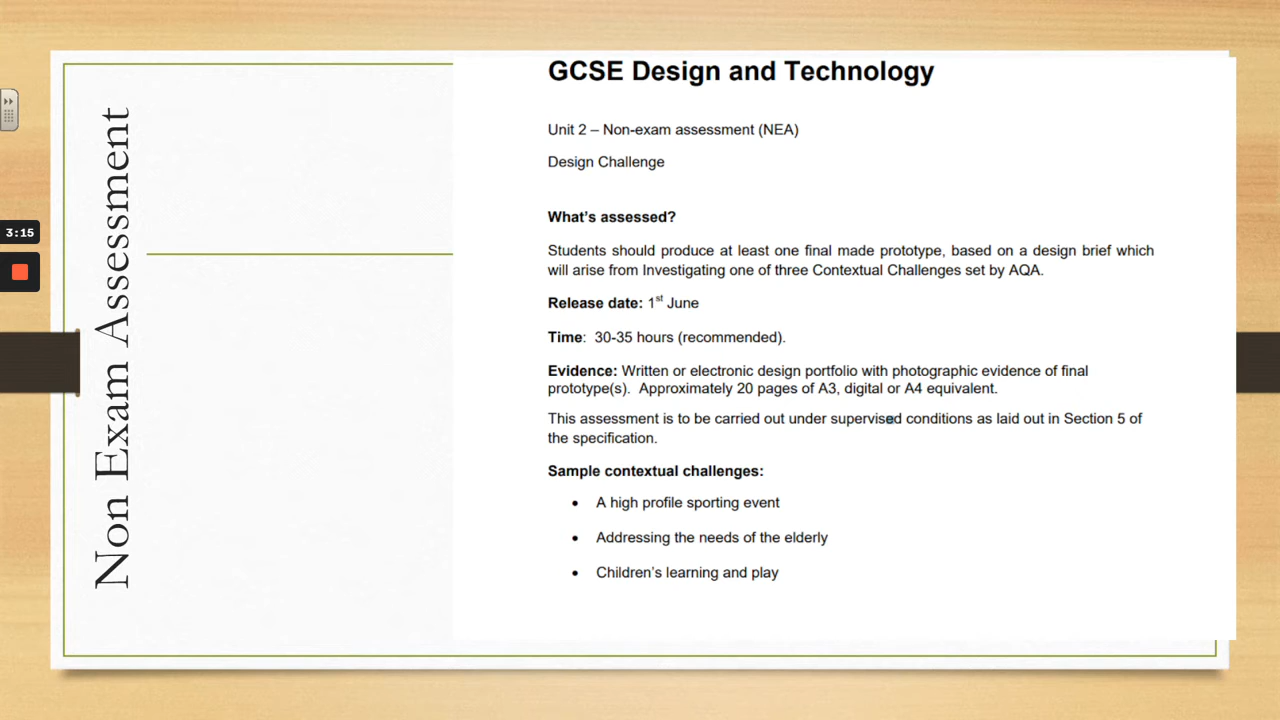 Non Exam Assessment
3:15
GCSE Design and Technology
Unit 2 – Non-exam assessment (NEA)
Design Challenge
What's assessed?
Students should produce at least one final made prototype, based on a design brief which
will arise from Investigating one of three Contextual Challenges set by AQA.
Release date: 1st June
Time:  30-35 hours (recommended).
Evidence: Written or electronic design portfolio with photographic evidence of final
prototype(s).  Approximately 20 pages of A3, digital or A4 equivalent.
This assessment is to be carried out under supervised conditions as laid out in Section 5 of
the specification.
Sample contextual challenges:
• A high profile sporting event
• Addressing the needs of the elderly
• Children's learning and play